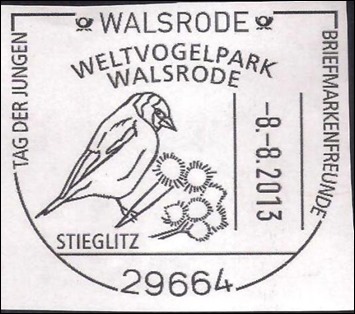 WALSRODE
WELTVOGELPARK
WALSRODE
TAG DER JUNGEN
BRIEFMARKENFREUNDE
-8.-8.2013
STIEGLITZ
29664